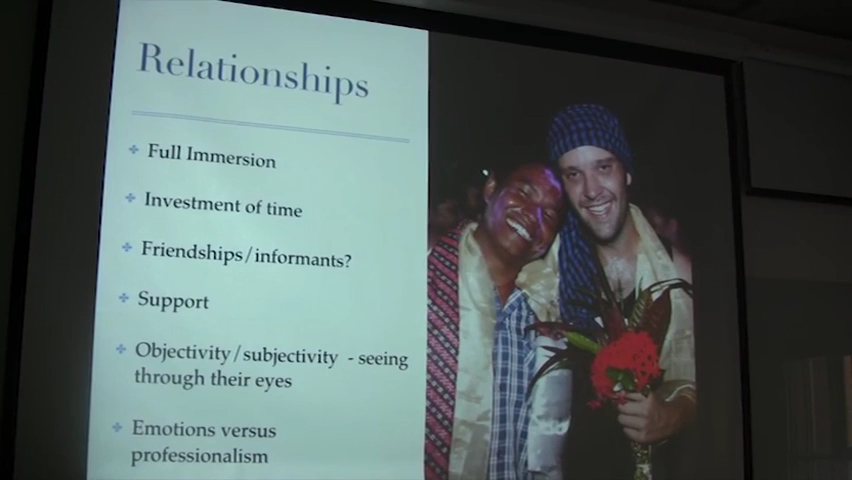 Relationships
Full Immersion
Investment of time
Friendships/informants?
Support
Objectivity/subjectivity - seeing
through their eyes
Emotions versus
professionalism